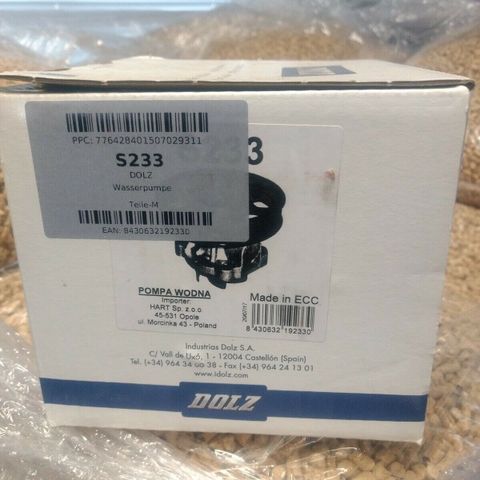 PPC: 776428401507029311
S233
DOLZ
Wasserpumpe
Teile-M
EAN: 8430632192330
233
POMPA WODNA
Importer:
HART Sp. z.o.o.
45-531 Opole
ul. Morcinka 43 - Poland
Made in ECC
8 430632 192330
Industrias Dolz S.A.
C/ Vall de Uxó, 1 - 12004 Castellón (Spain)
Tel. (+34) 964 34 00 38 - Fax (+34) 964 24 13 01
www.idolz.com
DOLZ